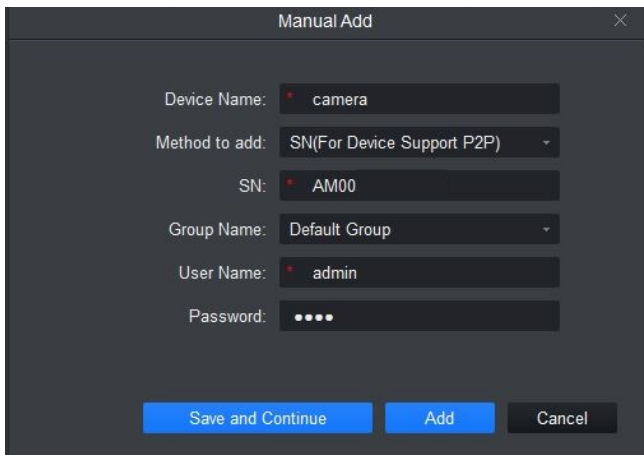 Manual Add
Device Name: * camera
Method to add: SN(For Device Support P2P)
SN: * AM00
Group Name: Default Group
User Name: * admin
Password: ●●●●
Save and Continue Add Cancel